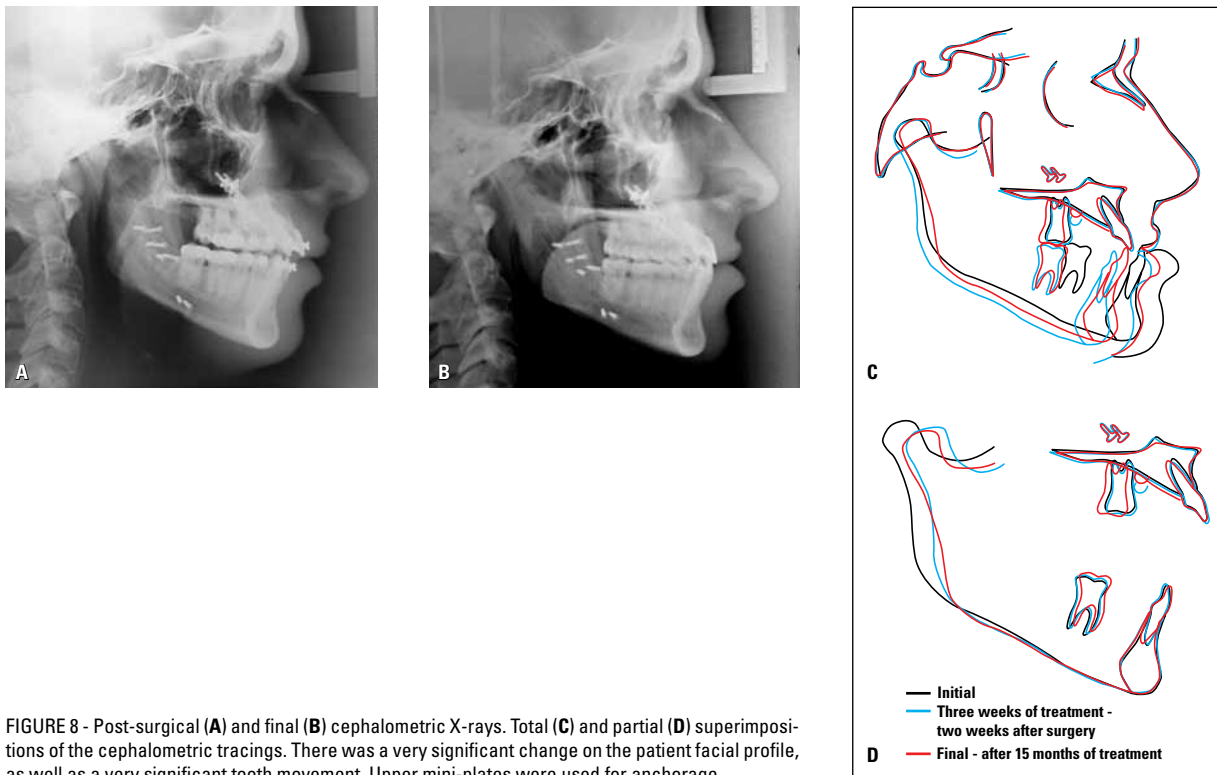 A
B
C
Initial
Three weeks of treatment -
two weeks after surgery
D
Final - after 15 months of treatment
FIGURE 8 - Post-surgical (A) and final (B) cephalometric X-rays. Total (C) and partial (D) superimposi-
tions of the cephalometric tracings. There was a very significant change on the patient facial profile,
as well as a very significant tooth movement. Upper mini-plates were used for anchorage.